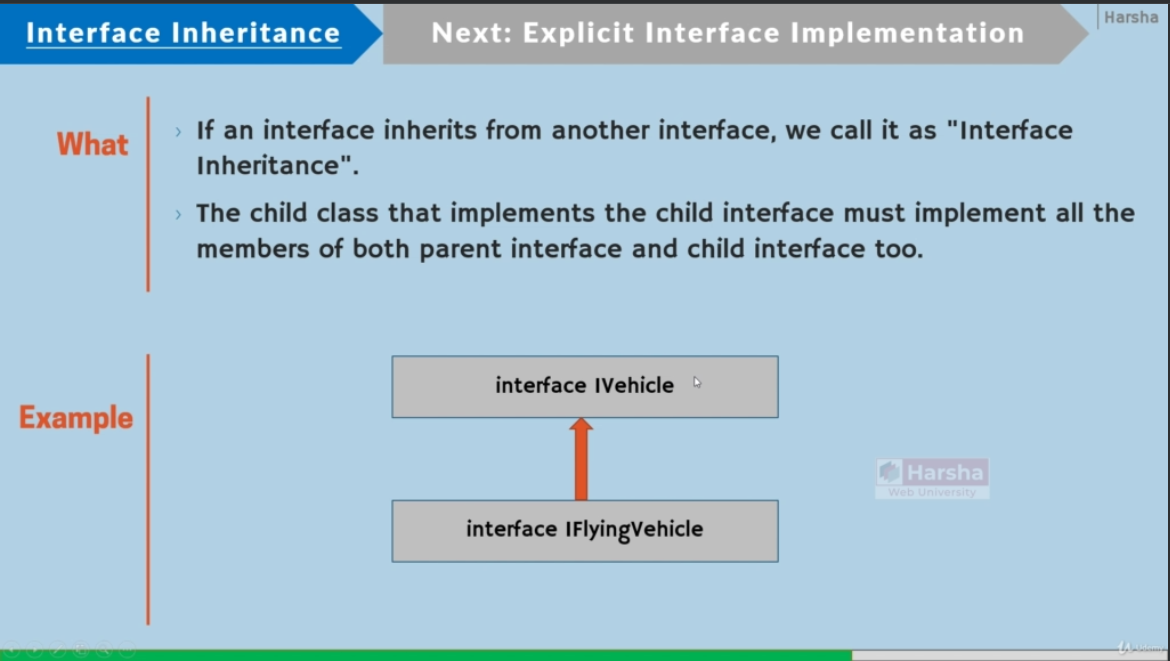 Interface Inheritance
Next: Explicit Interface Implementation
Harsha
What
› If an interface inherits from another interface, we call it as "Interface
Inheritance".
› The child class that implements the child interface must implement all the
members of both parent interface and child interface too.
Example
interface IVehicle
interface IFlyingVehicle
Harsha
Web University
Udemy